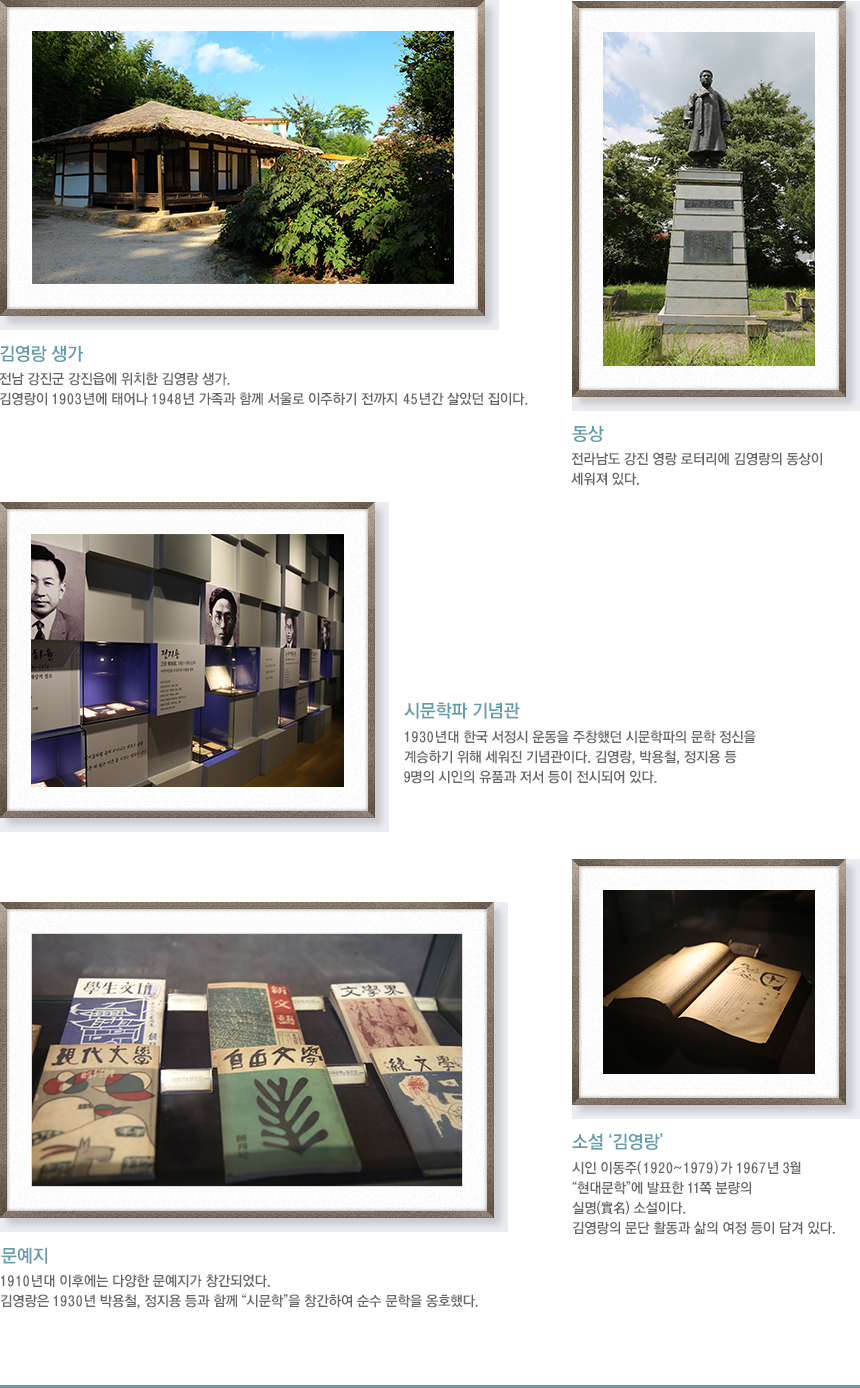 김영랑 생가
전남 강진군 강진읍에 위치한 김영랑 생가.
김영랑이 1903년에 태어나 1948년 가족과 함께 서울로 이주하기 전까지 45년간 살았던 집이다.
동상
전라남도 강진 영랑 로터리에 김영랑의 동상이
세워져 있다.
정지용
시문학파 기념관
1930년대 한국 서정시 운동을 주창했던 시문학파의 문학 정신을
계승하기 위해 세워진 기념관이다. 김영랑, 박용철, 정지용 등
9명의 시인의 유품과 저서 등이 전시되어 있다.
學生文壇
新文藝
文學界
現代文學
自由文學
創刊号
統文學
문예지
1910년대 이후에는 다양한 문예지가 창간되었다.
김영랑은 1930년 박용철, 정지용 등과 함께 “시문학”을 창간하여 순수 문학을 옹호했다.
소설 ‘김영랑’
시인 이동주(1920~1979)가 1967년 3월
“현대문학”에 발표한 11쪽 분량의
실명(實名) 소설이다.
김영랑의 문단 활동과 삶의 여정 등이 담겨 있다.